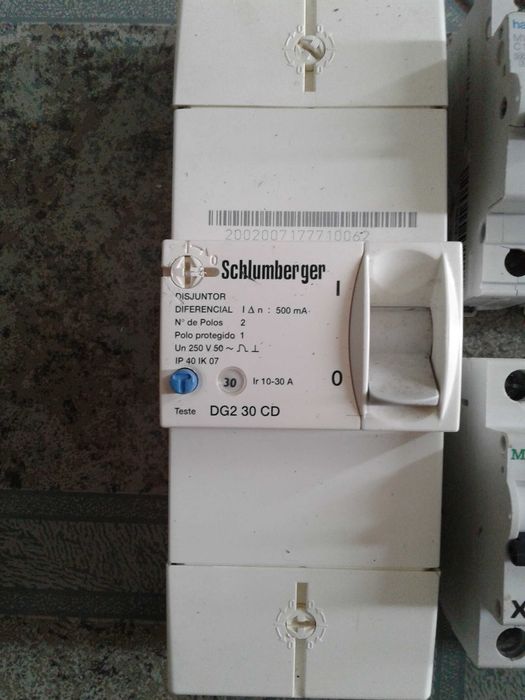 2002007177710062
Schlumberger
DISJUNTOR
DIFERENCIAL I Δ n : 500 mA
Nº de Polos 2
Polo protegido 1
Un 250 V 50 ~
IP 40 IK 07
30 Ir 10-30 A
Teste DG2 30 CD
I
O
ha
M
X